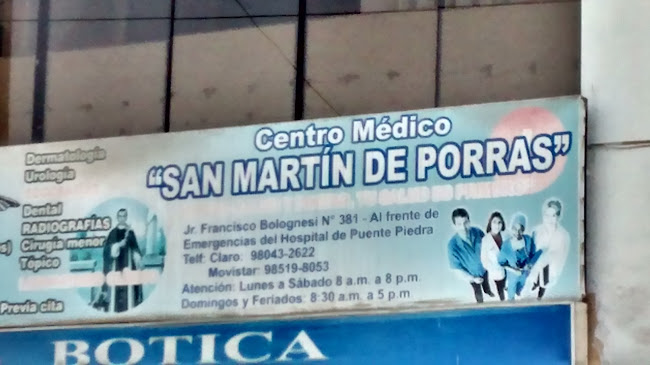 Centro Médico
"SAN MARTÍN DE PORRAS"
Dermatología
Urología
Dental
RADIOGRAFÍAS
Cirugía menor
Tópico
Previa cita
Jr. Francisco Bolognesi N° 381 - Al frente de
Emergencias del Hospital de Puente Piedra
Telf: Claro: 98043-2622
Movistar: 98519-8053
Atención: Lunes a Sábado 8 a.m. a 8 p.m.
Domingos y Feriados: 8:30 a.m. a 5 p.m.
BOTICA